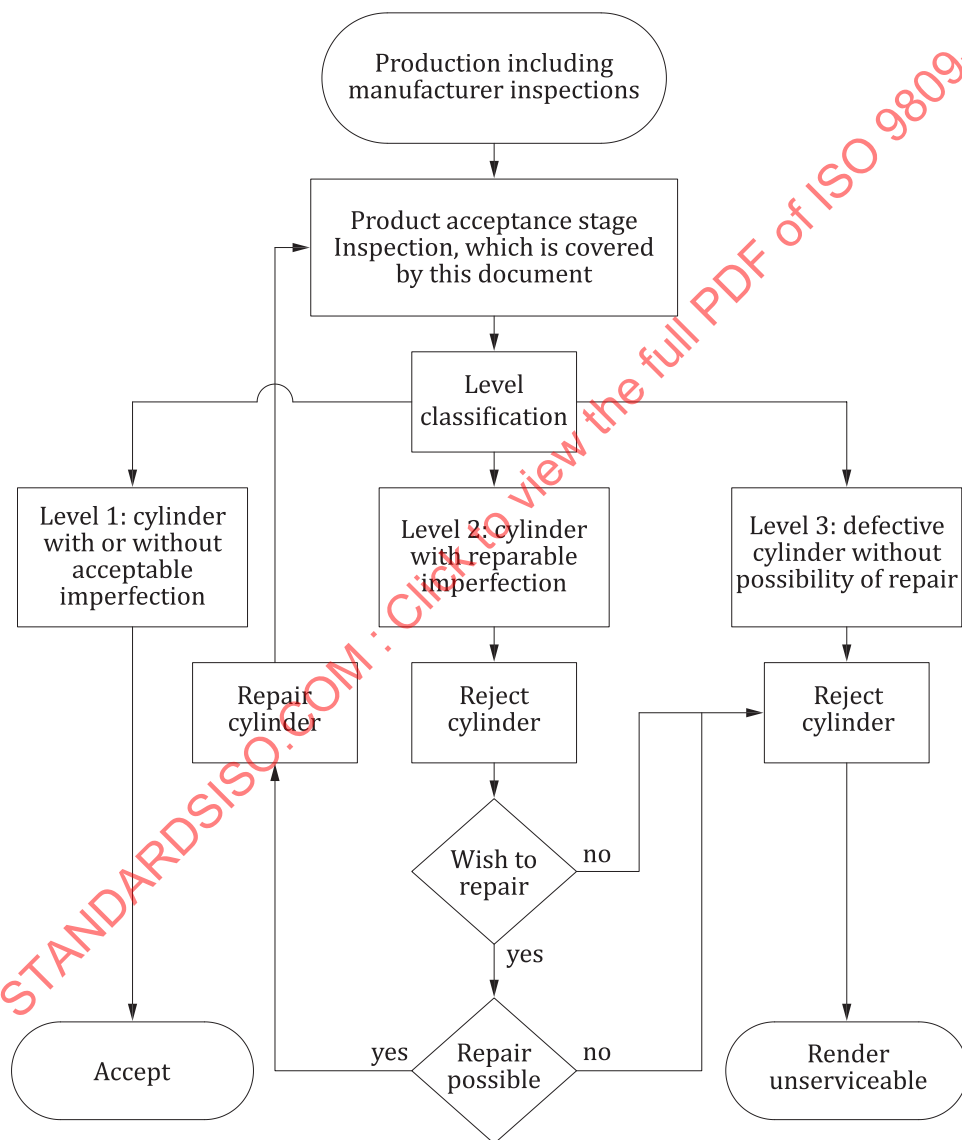 Production including
manufacturer inspections
Product acceptance stage
Inspection, which is covered
by this document
Level
classification
Level 1: cylinder
with or without
acceptable
imperfection
Level 2: cylinder
with reparable
imperfection
Level 3: defective
cylinder without
possibility of repair
Repair
cylinder
Reject
cylinder
Reject
cylinder
Wish to
repair
no
yes
Repair
possible
yes
no
Accept
Render
unserviceable
STANDARDSISO.COM : Click to view the full PDF of ISO 9809-